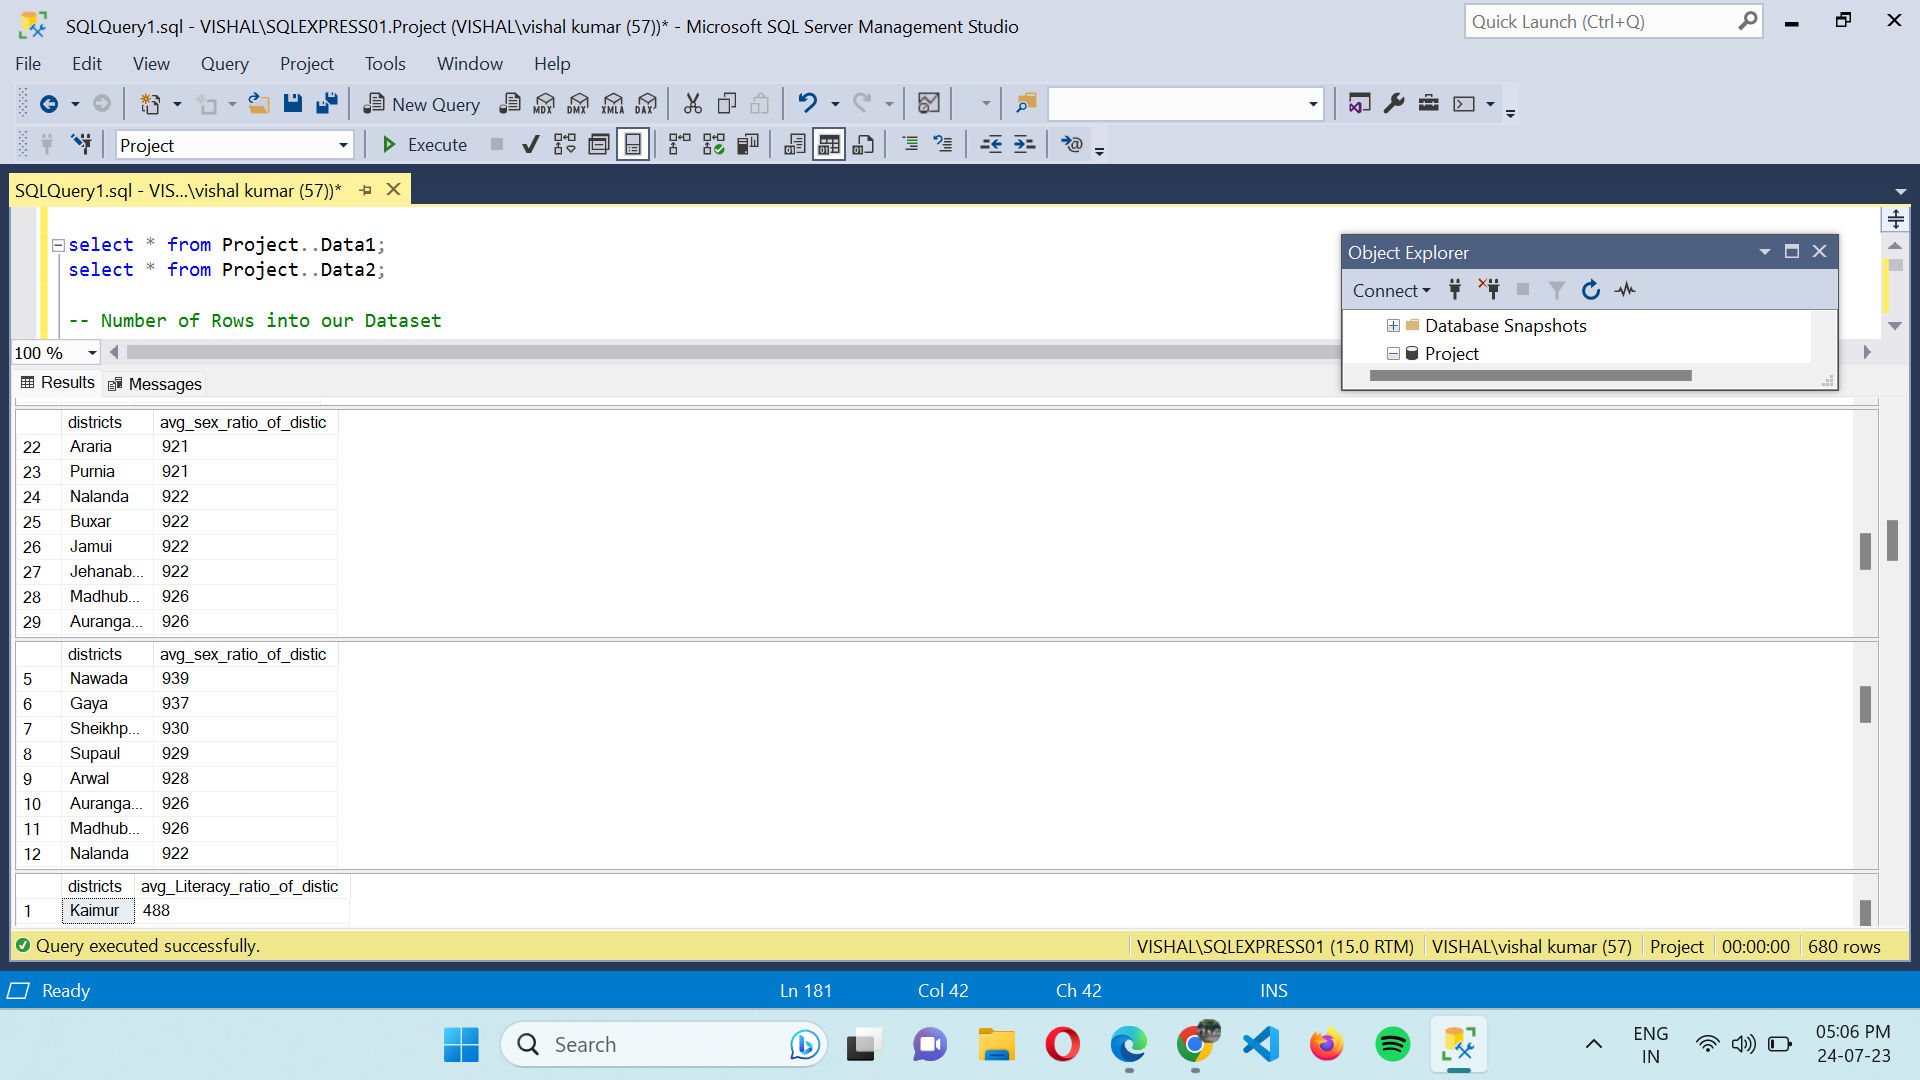 SQLQuery1.sql - VISHAL\SQLEXPRESS01.Project (VISHAL\vishal kumar (57))* - Microsoft SQL Server Management Studio
Quick Launch (Ctrl+Q)
File Edit View Query Project Tools Window Help
New Query MDX DMX XMLA DAX
Project Execute
SQLQuery1.sql - VIS...\vishal kumar (57))*
select * from Project..Data1;
select * from Project..Data2;
-- Number of Rows into our Dataset
Object Explorer
Connect
Database Snapshots
Project
100 %
Results Messages
districts avg_sex_ratio_of_distic
22 Araria 921
23 Purnia 921
24 Nalanda 922
25 Buxar 922
26 Jamui 922
27 Jehanab... 922
28 Madhub... 926
29 Auranga... 926
districts avg_sex_ratio_of_distic
5 Nawada 939
6 Gaya 937
7 Sheikhp... 930
8 Supaul 929
9 Arwal 928
10 Auranga... 926
11 Madhub... 926
12 Nalanda 922
districts avg_Literacy_ratio_of_distic
1 Kaimur 488
Query executed successfully. VISHAL\SQLEXPRESS01 (15.0 RTM) VISHAL\vishal kumar (57) Project 00:00:00 680 rows
Ready Ln 181 Col 42 Ch 42 INS
Search
ENG
IN
05:06 PM
24-07-23